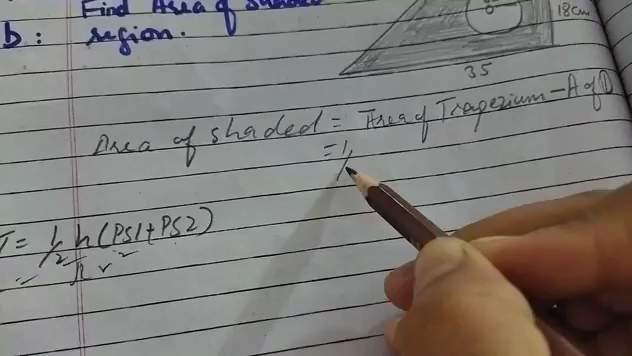 Find Area of shaded
b: region.
18cm
35
Area of shaded = Area of Trapezium - A of D
= 1/
T = 1/2 h (PS1 + PS2)